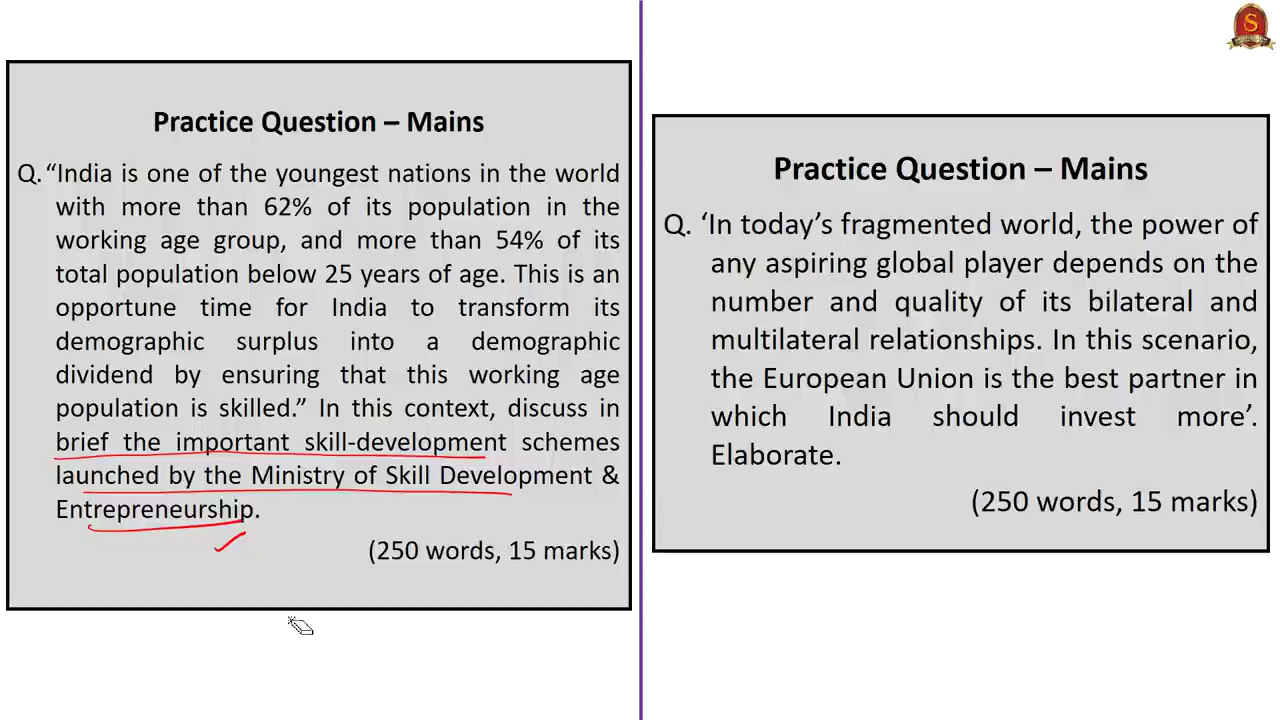 Practice Question – Mains
Q. “India is one of the youngest nations in the world
with more than 62% of its population in the
working age group, and more than 54% of its
total population below 25 years of age. This is an
opportune time for India to transform its
demographic surplus into a demographic
dividend by ensuring that this working age
population is skilled.” In this context, discuss in
brief the important skill-development schemes
launched by the Ministry of Skill Development &
Entrepreneurship.
(250 words, 15 marks)
S
Practice Question – Mains
Q. ‘In today’s fragmented world, the power of
any aspiring global player depends on the
number and quality of its bilateral and
multilateral relationships. In this scenario,
the European Union is the best partner in
which India should invest more’.
Elaborate.
(250 words, 15 marks)